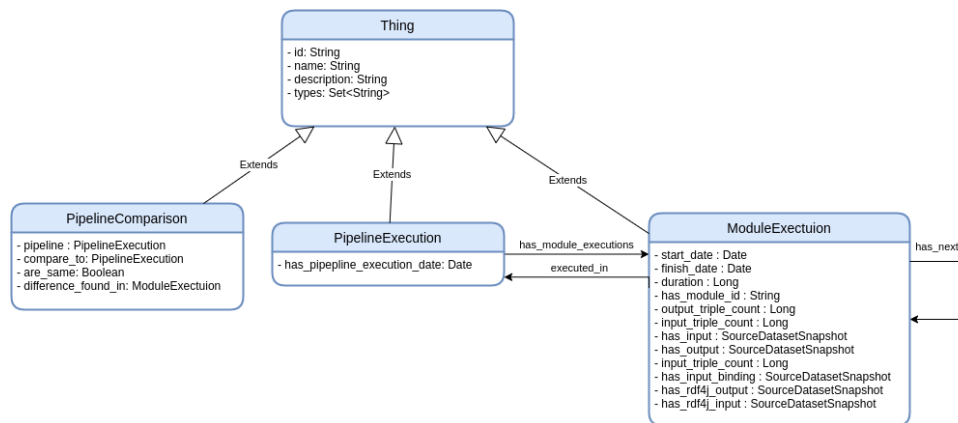 Thing
- id: String
- name: String
- description: String
- types: Set<String>
Extends
Extends
Extends
PipelineComparison
- pipeline : PipelineExecution
- compare_to: PipelineExecution
- are_same: Boolean
- difference_found_in: ModuleExectuion
PipelineExecution
- has_pipepline_execution_date: Date
has_module_executions
executed_in
ModuleExectuion
- start_date : Date
- finish_date : Date
- duration : Long
- has_module_id : String
- output_triple_count : Long
- input_triple_count : Long
- has_input : SourceDatasetSnapshot
- has_output : SourceDatasetSnapshot
- input_triple_count : Long
- has_input_binding : SourceDatasetSnapshot
- has_rdf4j_output : SourceDatasetSnapshot
- has_rdf4j_input : SourceDatasetSnapshot
has_next